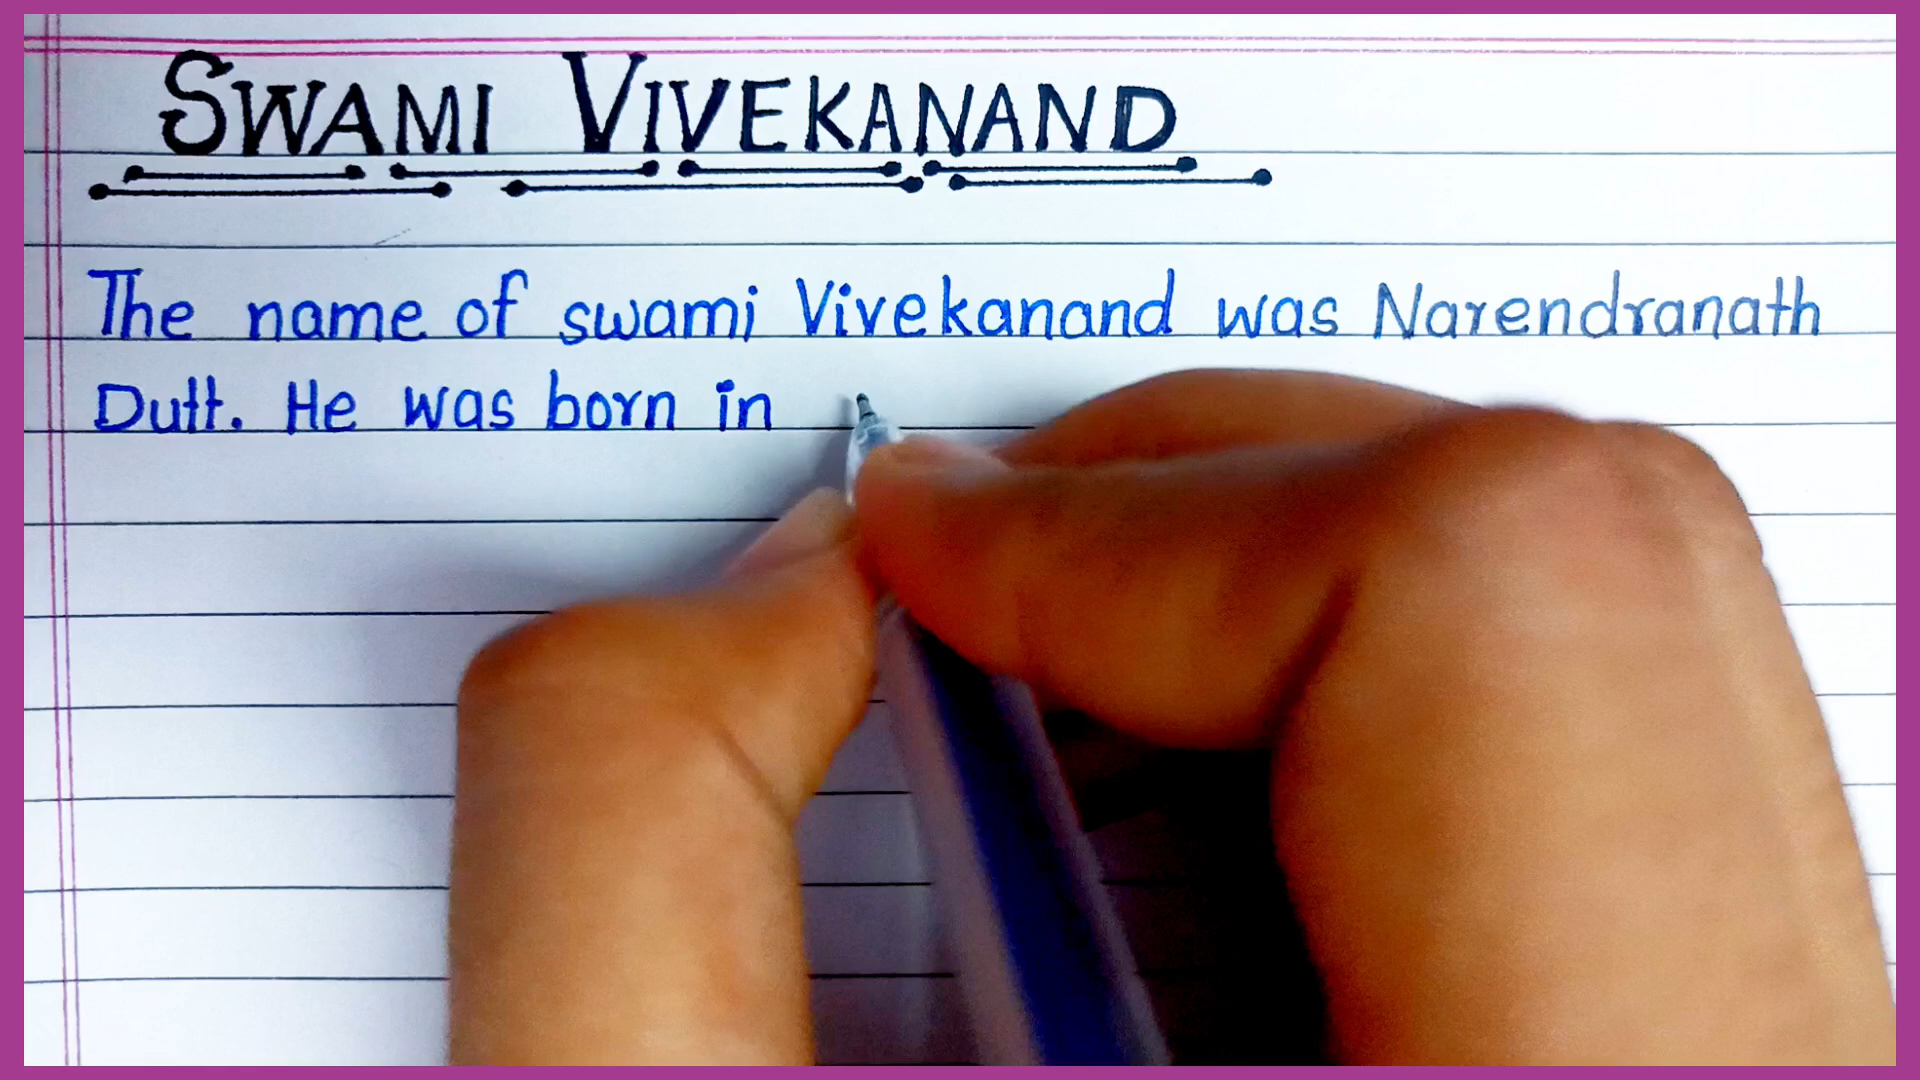 SWAMI VIVEKANAND
The name of swami Vivekanand was Narendranath
Dutt. He was born in